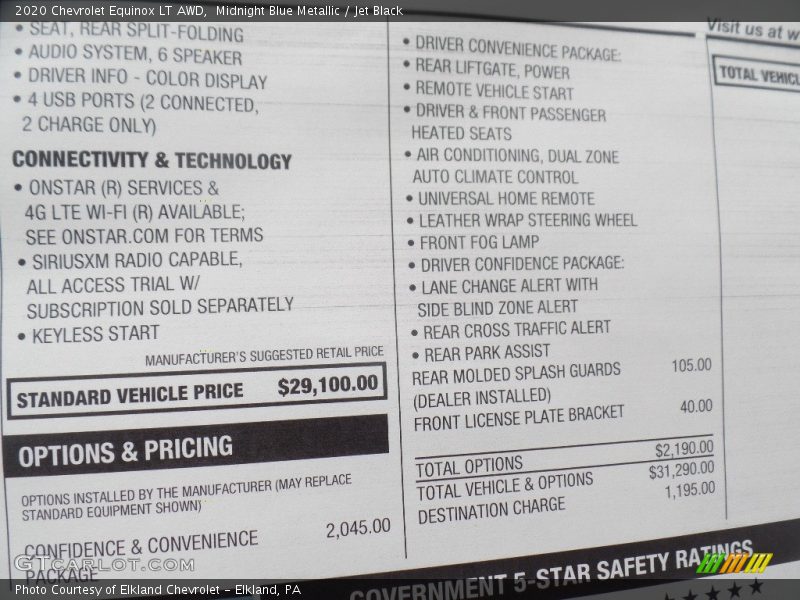 2020 Chevrolet Equinox LT AWD,  Midnight Blue Metallic / Jet Black
• SEAT, REAR SPLIT-FOLDING
• AUDIO SYSTEM, 6 SPEAKER
• DRIVER INFO - COLOR DISPLAY
• 4 USB PORTS (2 CONNECTED,
2 CHARGE ONLY)
CONNECTIVITY & TECHNOLOGY
• ONSTAR (R) SERVICES &
4G LTE WI-FI (R) AVAILABLE;
SEE ONSTAR.COM FOR TERMS
• SIRIUSXM RADIO CAPABLE,
ALL ACCESS TRIAL W/
SUBSCRIPTION SOLD SEPARATELY
• KEYLESS START
MANUFACTURER'S SUGGESTED RETAIL PRICE
STANDARD VEHICLE PRICE $29,100.00
OPTIONS & PRICING
OPTIONS INSTALLED BY THE MANUFACTURER (MAY REPLACE
STANDARD EQUIPMENT SHOWN)
CONFIDENCE & CONVENIENCE 2,045.00
PACKAGE
• DRIVER CONVENIENCE PACKAGE:
• REAR LIFTGATE, POWER
• REMOTE VEHICLE START
• DRIVER & FRONT PASSENGER
HEATED SEATS
• AIR CONDITIONING, DUAL ZONE
AUTO CLIMATE CONTROL
• UNIVERSAL HOME REMOTE
• LEATHER WRAP STEERING WHEEL
• FRONT FOG LAMP
• DRIVER CONFIDENCE PACKAGE:
• LANE CHANGE ALERT WITH
SIDE BLIND ZONE ALERT
• REAR CROSS TRAFFIC ALERT
• REAR PARK ASSIST
REAR MOLDED SPLASH GUARDS 105.00
(DEALER INSTALLED)
FRONT LICENSE PLATE BRACKET 40.00
TOTAL OPTIONS $2,190.00
TOTAL VEHICLE & OPTIONS $31,290.00
DESTINATION CHARGE 1,195.00
Visit us at w
TOTAL VEHICL
GOVERNMENT 5-STAR SAFETY RATINGS
GTCarLot.com
Photo Courtesy of Elkland Chevrolet – Elkland, PA